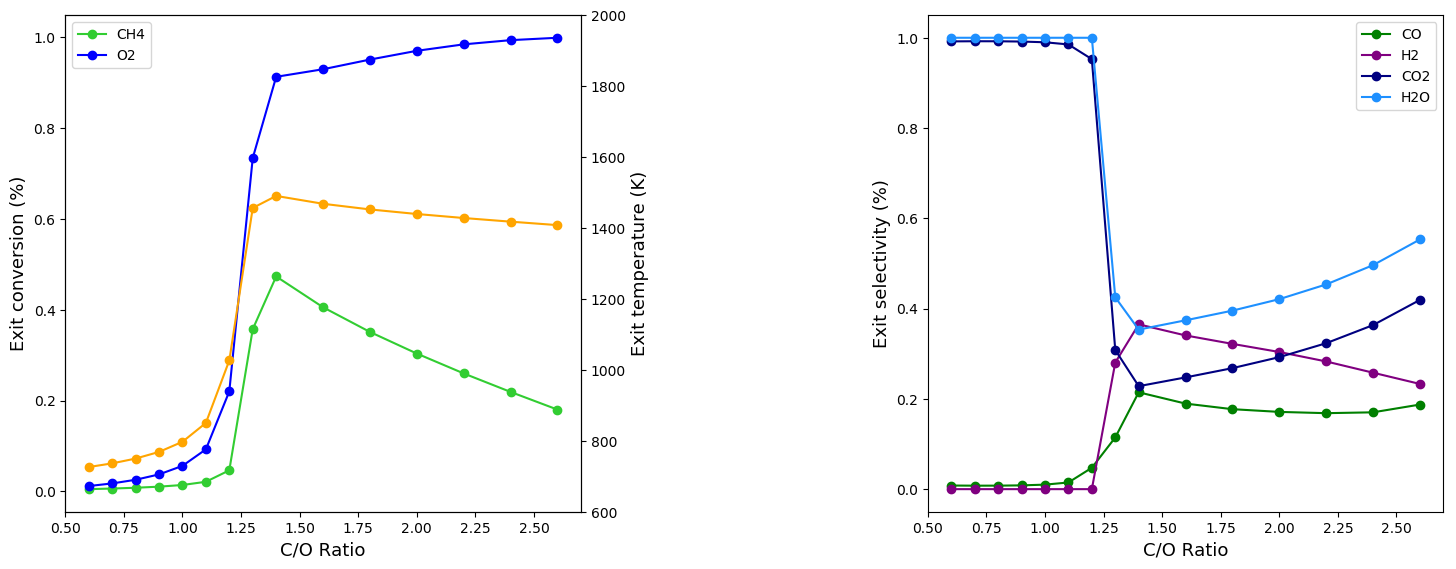 CH4
O2
Exit conversion (%)
1.0
0.8
0.6
0.4
0.2
0.0
2000
1800
1600
1400
1200
1000
800
600
Exit temperature (K)
0.50 0.75 1.00 1.25 1.50 1.75 2.00 2.25 2.50
C/O Ratio
CO
H2
CO2
H2O
Exit selectivity (%)
1.0
0.8
0.6
0.4
0.2
0.0
0.50 0.75 1.00 1.25 1.50 1.75 2.00 2.25 2.50
C/O Ratio